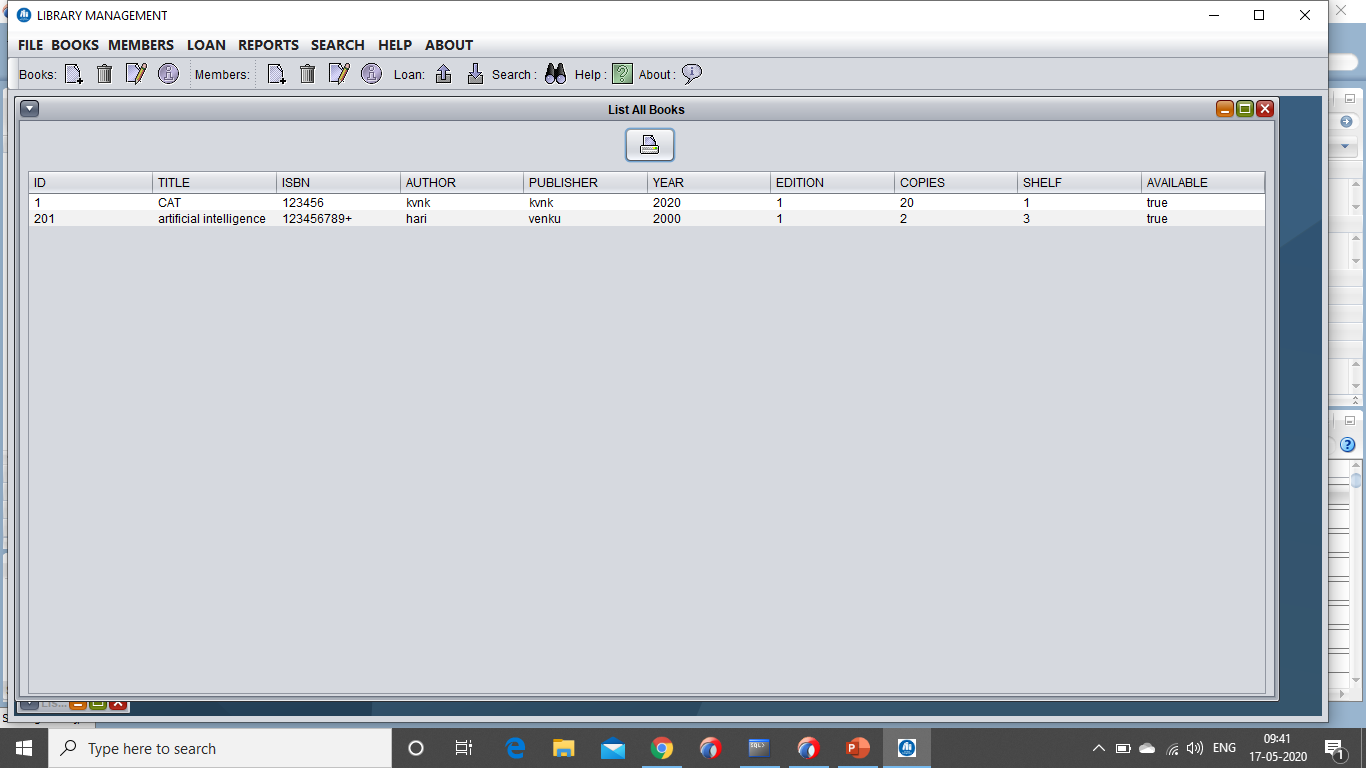 LIBRARY MANAGEMENT
FILE BOOKS MEMBERS LOAN REPORTS SEARCH HELP ABOUT
Books: Members: Loan: Search : Help : About :
List All Books
ID TITLE ISBN AUTHOR PUBLISHER YEAR EDITION COPIES SHELF AVAILABLE
1 CAT 123456 kvnk kvnk 2020 1 20 1 true
201 artificial intelligence 123456789+ hari venku 2000 1 2 3 true
Lis...
Type here to search
SQL>
P
ENG
09:41
17-05-2020
1